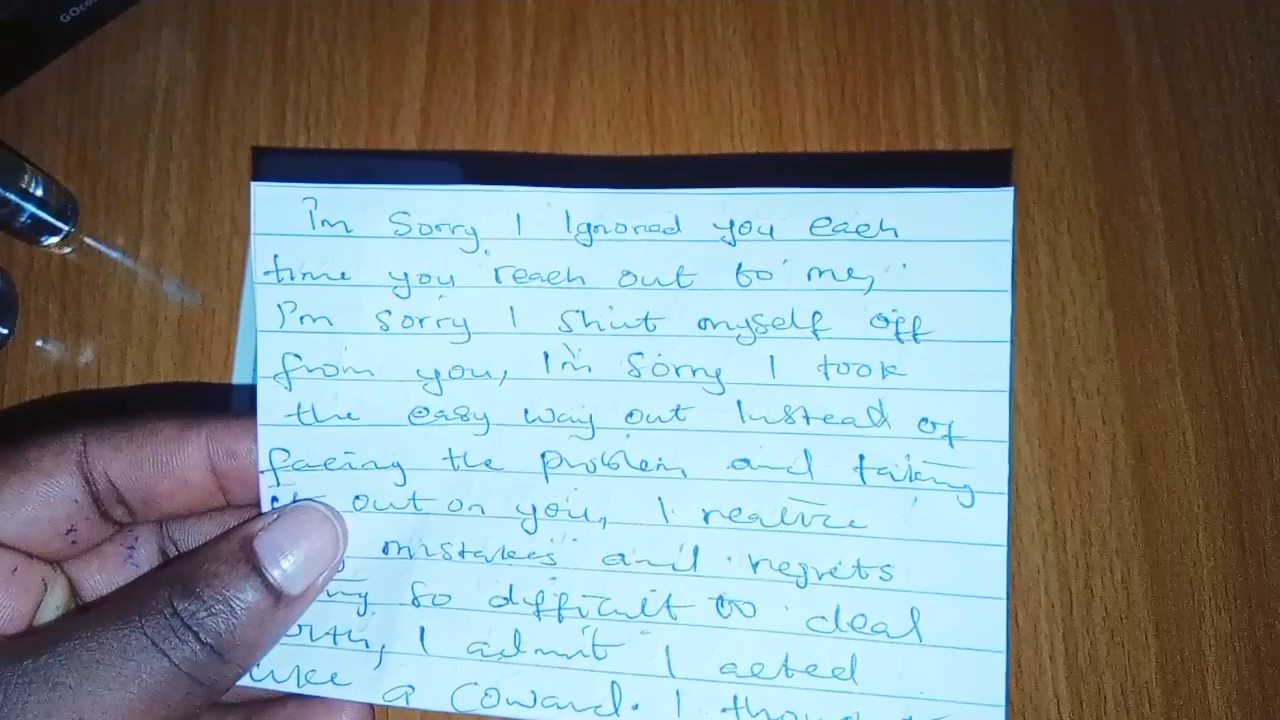 I'm Sorry, I Ignored you each
time you reach out to me,
I'm sorry I Shut myself off
from you, I'm Sorry I took
the easy way out Instead of
facing the problem and taking
out on you, I realize
mistakes and regrets
so difficult to deal
with, I admit I acted
like a Coward. I